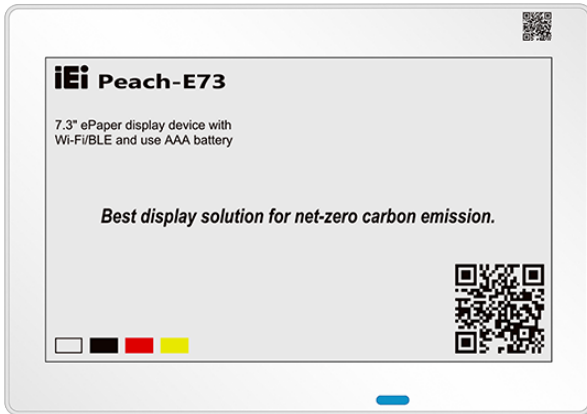 iEi Peach-E73
7.3" ePaper display device with
Wi-Fi/BLE and use AAA battery
Best display solution for net-zero carbon emission.